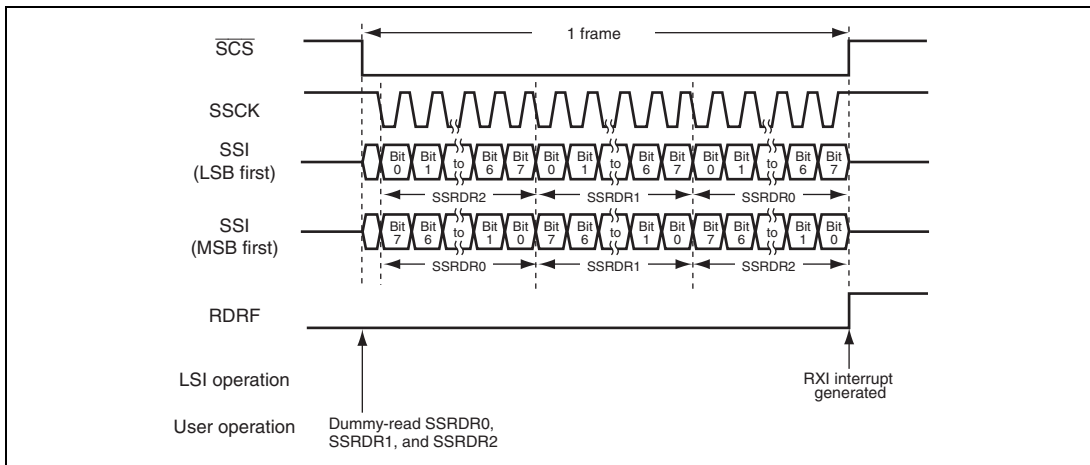 SCS
1 frame
SSCK
SSI
(LSB first)
Bit 0 Bit 1 to Bit 6 Bit 7 Bit 0 Bit 1 to Bit 6 Bit 7 Bit 0 Bit 1 to Bit 6 Bit 7
SSRDR2 SSRDR1 SSRDR0
SSI
(MSB first)
Bit 7 Bit 6 to Bit 1 Bit 0 Bit 7 Bit 6 to Bit 1 Bit 0 Bit 7 Bit 6 to Bit 1 Bit 0
SSRDR0 SSRDR1 SSRDR2
RDRF
LSI operation
RXI interrupt
generated
User operation
Dummy-read SSRDR0,
SSRDR1, and SSRDR2